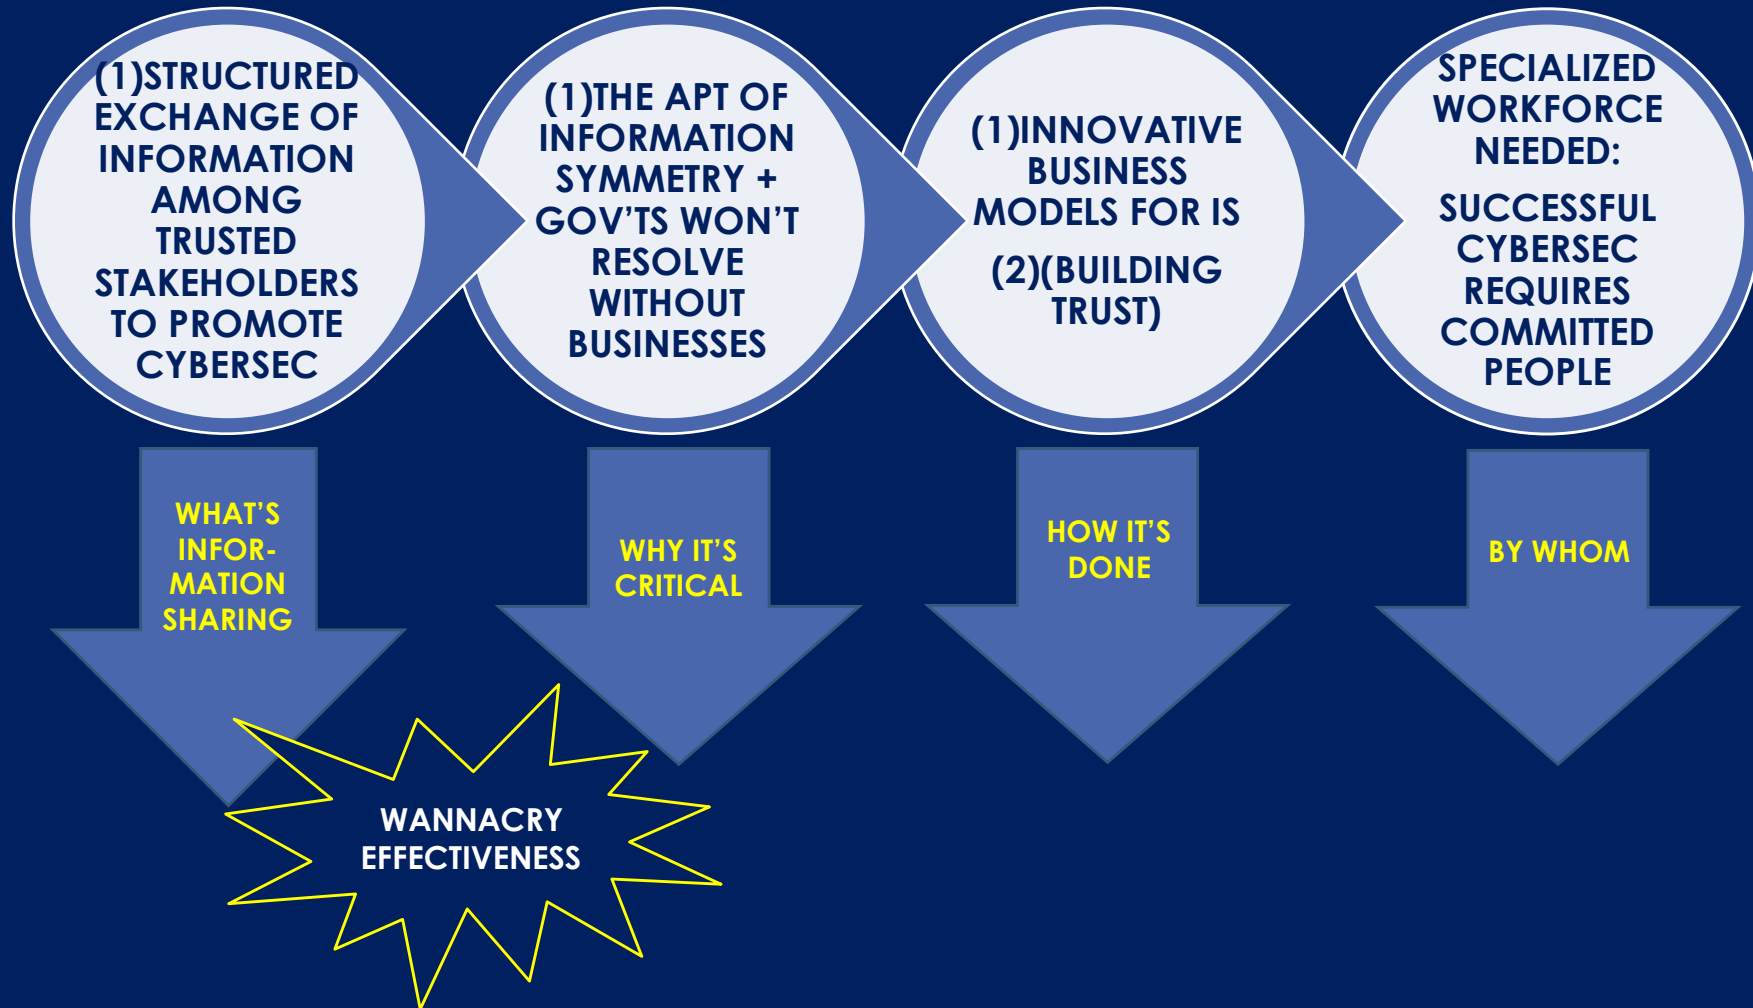 (1)STRUCTURED
EXCHANGE OF
INFORMATION
AMONG
TRUSTED
STAKEHOLDERS
TO PROMOTE
CYBERSEC
(1)THE APT OF
INFORMATION
SYMMETRY +
GOV'TS WON'T
RESOLVE
WITHOUT
BUSINESSES
(1)INNOVATIVE
BUSINESS
MODELS FOR IS
(2)(BUILDING
TRUST)
SPECIALIZED
WORKFORCE
NEEDED:
SUCCESSFUL
CYBERSEC
REQUIRES
COMMITTED
PEOPLE
WHAT'S
INFOR-
MATION
SHARING
WHY IT'S
CRITICAL
HOW IT'S
DONE
BY WHOM
WANNACRY
EFFECTIVENESS